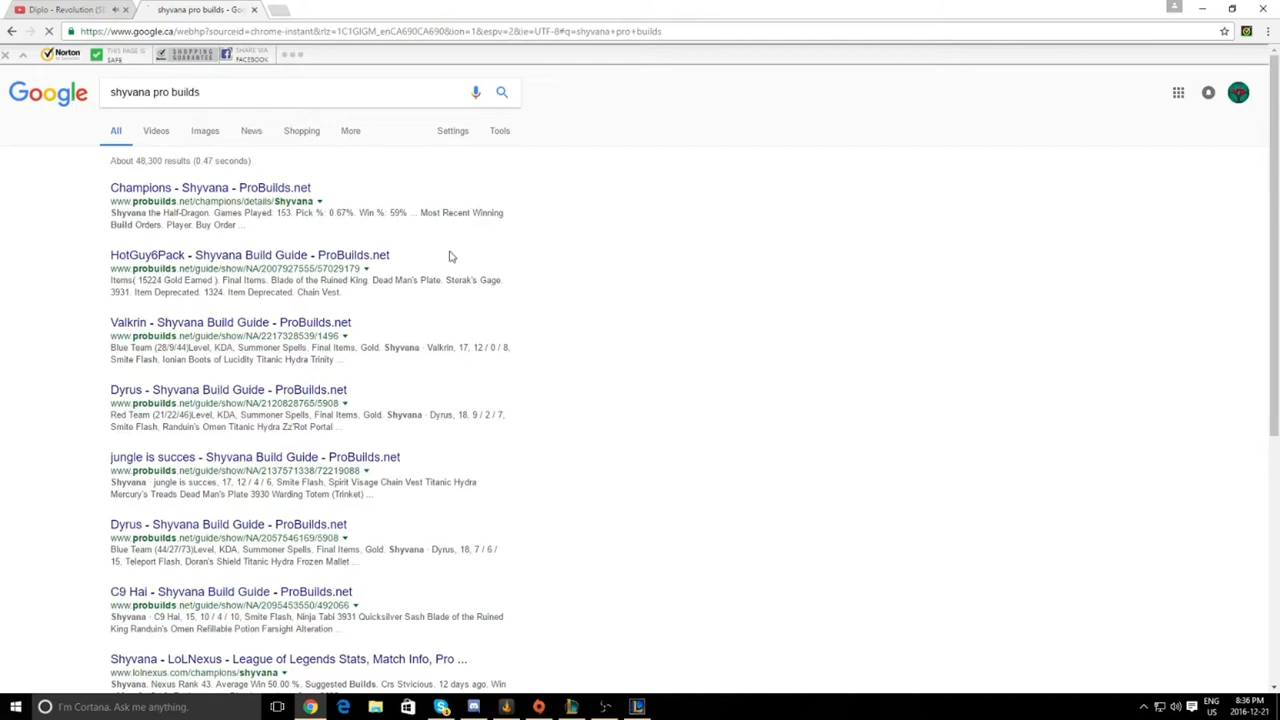 Diplo - Revolution (S
shyvana pro builds - Goo
https://www.google.ca/webhp?sourceid=chrome-instant&rlz=1C1GIGM_enCA690CA690&ion=1&espv=2&ie=UTF-8#q=shyvana+pro+builds
Norton
THIS PAGE IS SAFE
SHOPPING GUARANTEE
SHARE VIA FACEBOOK
Google
shyvana pro builds
All Videos Images News Shopping More Settings Tools
About 48,300 results (0.47 seconds)
Champions - Shyvana - ProBuilds.net
www.probuilds.net/champions/details/Shyvana
Shyvana the Half-Dragon. Games Played. 153. Pick %: 0.67%. Win %: 59% ... Most Recent Winning
Build Orders. Player. Buy Order ...
HotGuy6Pack - Shyvana Build Guide - ProBuilds.net
www.probuilds.net/guide/show/NA/2007927555/57029179
Items( 15224 Gold Earned ). Final Items. Blade of the Ruined King. Dead Man's Plate. Sterak's Gage.
3931. Item Deprecated. 1324. Item Deprecated. Chain Vest.
Valkrin - Shyvana Build Guide - ProBuilds.net
www.probuilds.net/guide/show/NA/2217328539/1496
Blue Team (28/9/44)Level, KDA, Summoner Spells, Final Items, Gold. Shyvana · Valkrin, 17, 12 / 0 / 8,
Smite Flash, Ionian Boots of Lucidity Titanic Hydra Trinity ...
Dyrus - Shyvana Build Guide - ProBuilds.net
www.probuilds.net/guide/show/NA/2120828765/5908
Red Team (21/22/46)Level, KDA, Summoner Spells, Final Items, Gold. Shyvana · Dyrus, 18, 9 / 2 / 7,
Smite Flash, Randuin's Omen Titanic Hydra Zz'Rot Portal ...
jungle is succes - Shyvana Build Guide - ProBuilds.net
www.probuilds.net/guide/show/NA/2137571338/72219088
Shyvana · jungle is succes, 17, 12 / 4 / 6, Smite Flash, Spirit Visage Chain Vest Titanic Hydra
Mercury's Treads Dead Man's Plate 3930 Warding Totem (Trinket) ...
Dyrus - Shyvana Build Guide - ProBuilds.net
www.probuilds.net/guide/show/NA/2057546169/5908
Blue Team (44/27/73)Level, KDA, Summoner Spells, Final Items, Gold. Shyvana · Dyrus, 18, 7 / 6 /
15, Teleport Flash, Doran's Shield Titanic Hydra Frozen Mallet ...
C9 Hai - Shyvana Build Guide - ProBuilds.net
www.probuilds.net/guide/show/NA/2095453550/492066
Shyvana · C9 Hai, 15, 10 / 4 / 10, Smite Flash, Ninja Tabi 3931 Quicksilver Sash Blade of the Ruined
King Randuin's Omen Refillable Potion Farsight Alteration ...
Shyvana - LoLNexus - League of Legends Stats, Match Info, Pro ...
www.lolnexus.com/champions/shyvana
Shyvana. Nexus Rank 43. Average Win 50.00 %. Suggested Builds. Crs Stvicious. 12 days ago. Win
I'm Cortana. Ask me anything.
ENG 8:36 PM
US 2016-12-21